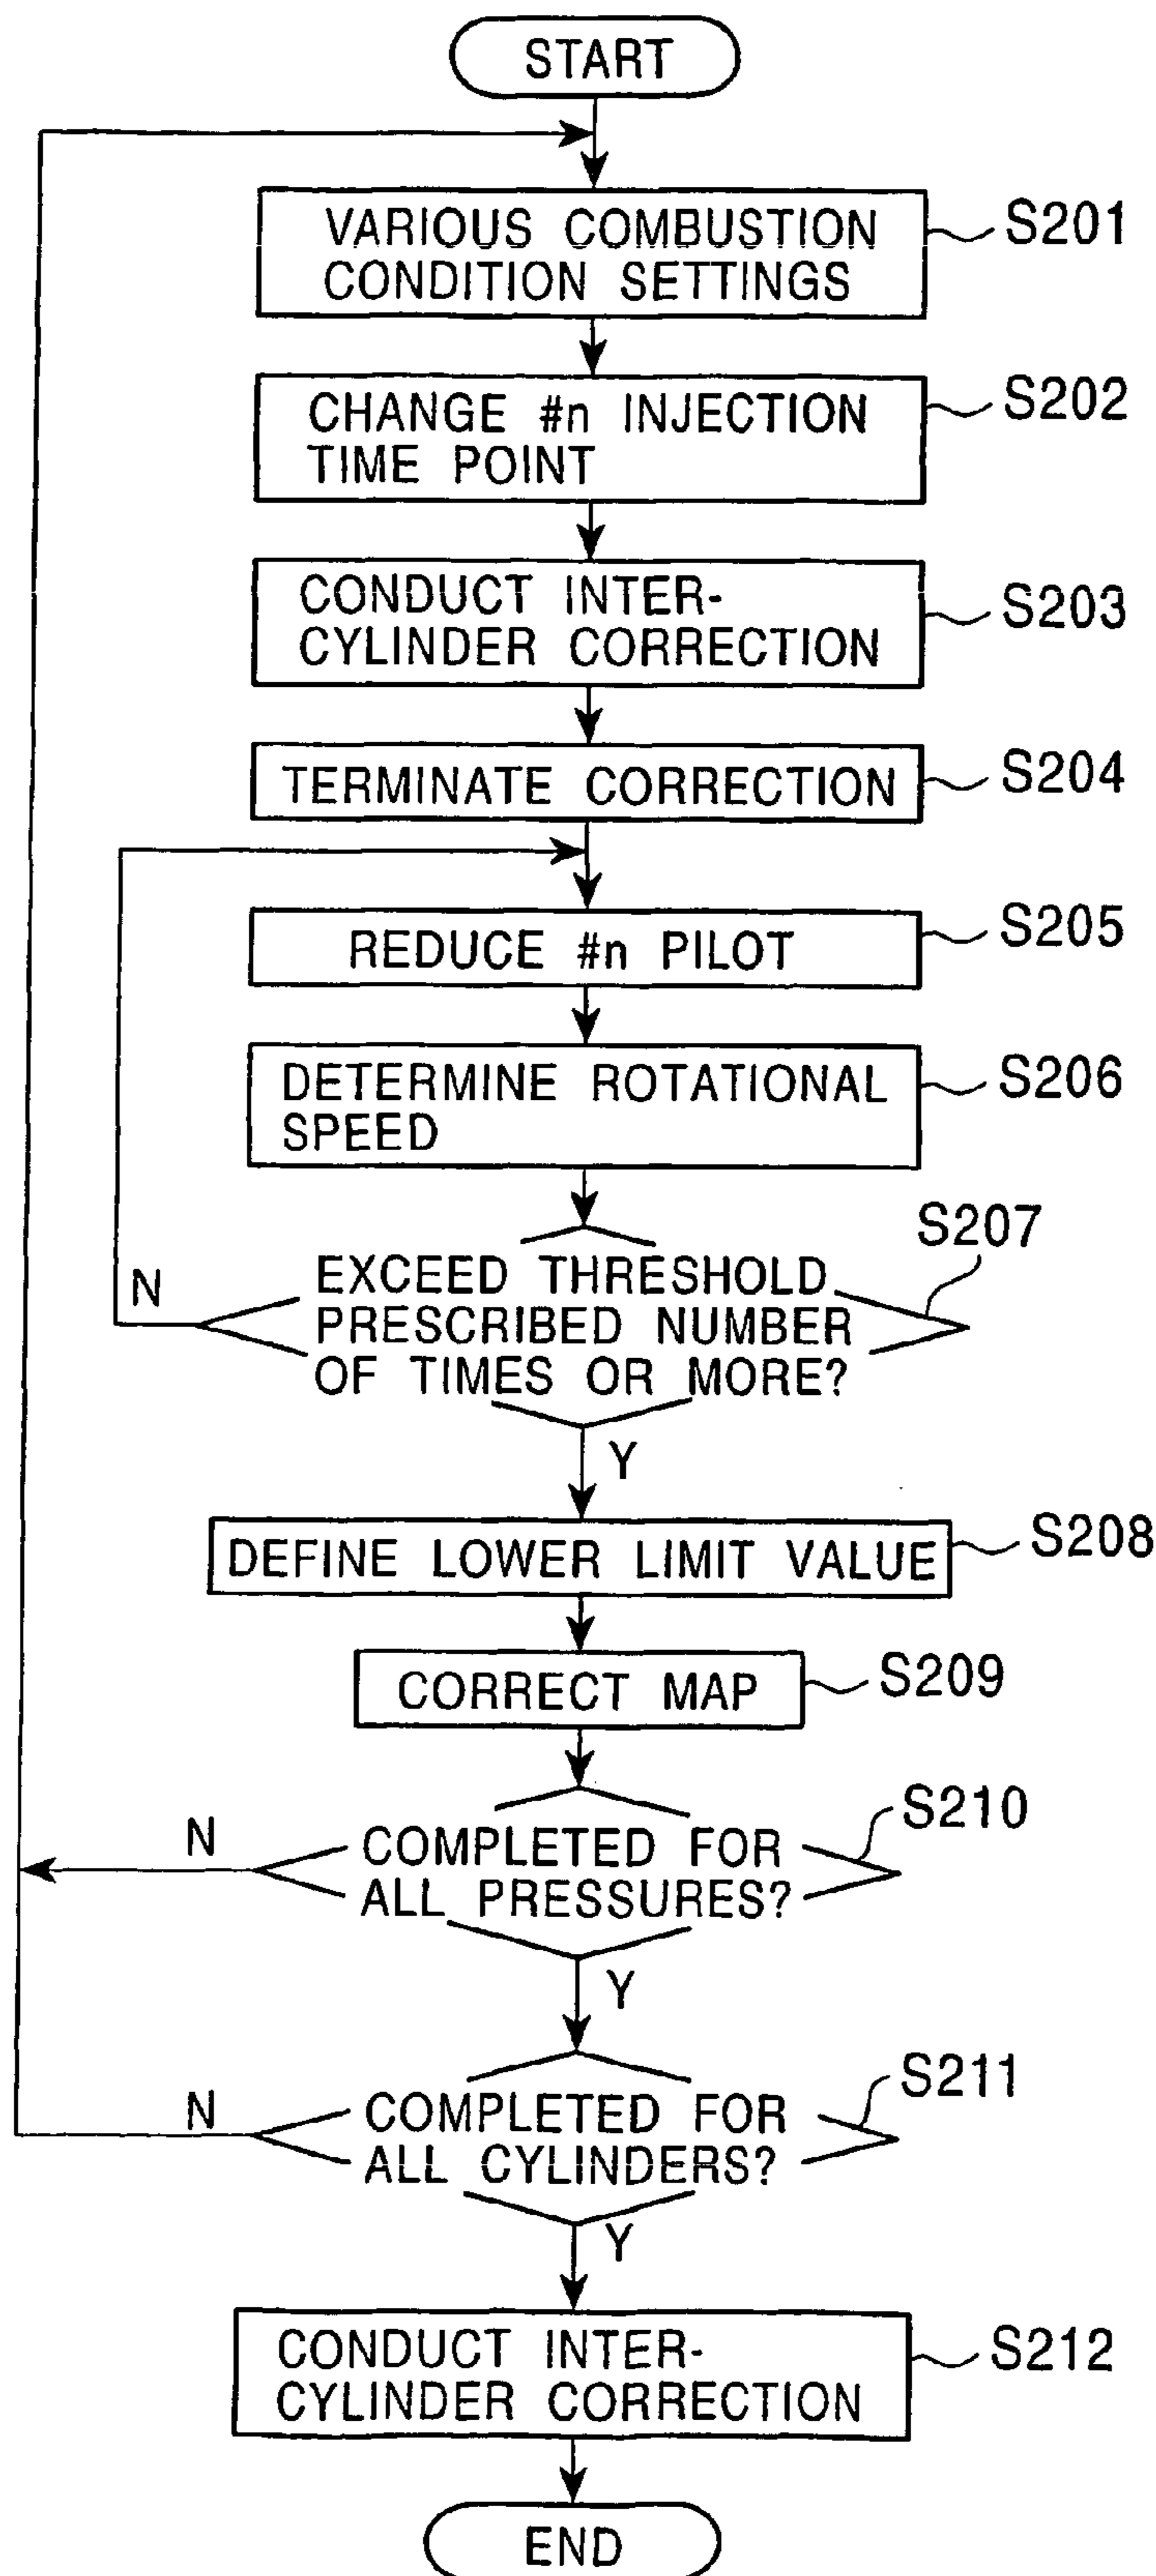 START
VARIOUS COMBUSTION
CONDITION SETTINGS
S201
CHANGE #n INJECTION
TIME POINT
S202
CONDUCT INTER-
CYLINDER CORRECTION
S203
TERMINATE CORRECTION
S204
REDUCE #n PILOT
S205
DETERMINE ROTATIONAL
SPEED
S206
S207
EXCEED THRESHOLD
PRESCRIBED NUMBER
OF TIMES OR MORE?
N
Y
DEFINE LOWER LIMIT VALUE
S208
CORRECT MAP
S209
S210
COMPLETED FOR
ALL PRESSURES?
N
Y
S211
COMPLETED FOR
ALL CYLINDERS?
N
Y
CONDUCT INTER-
CYLINDER CORRECTION
S212
END